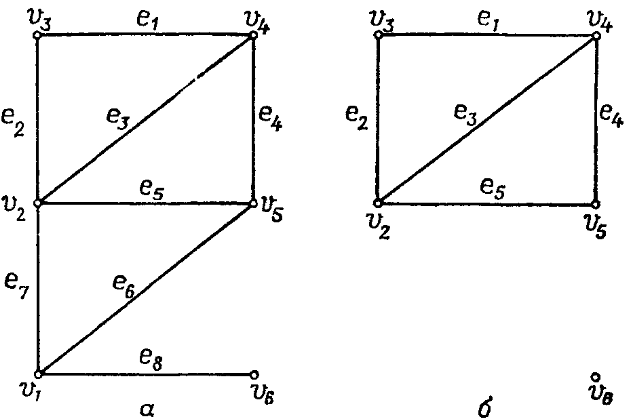 v3 e1 v4 v3 e1 v4
e2 e3 e4 e2 e3 e4
v2 e5 v5 v2 e5 v5
e7 e6
v1 e8 v6 v6
а б